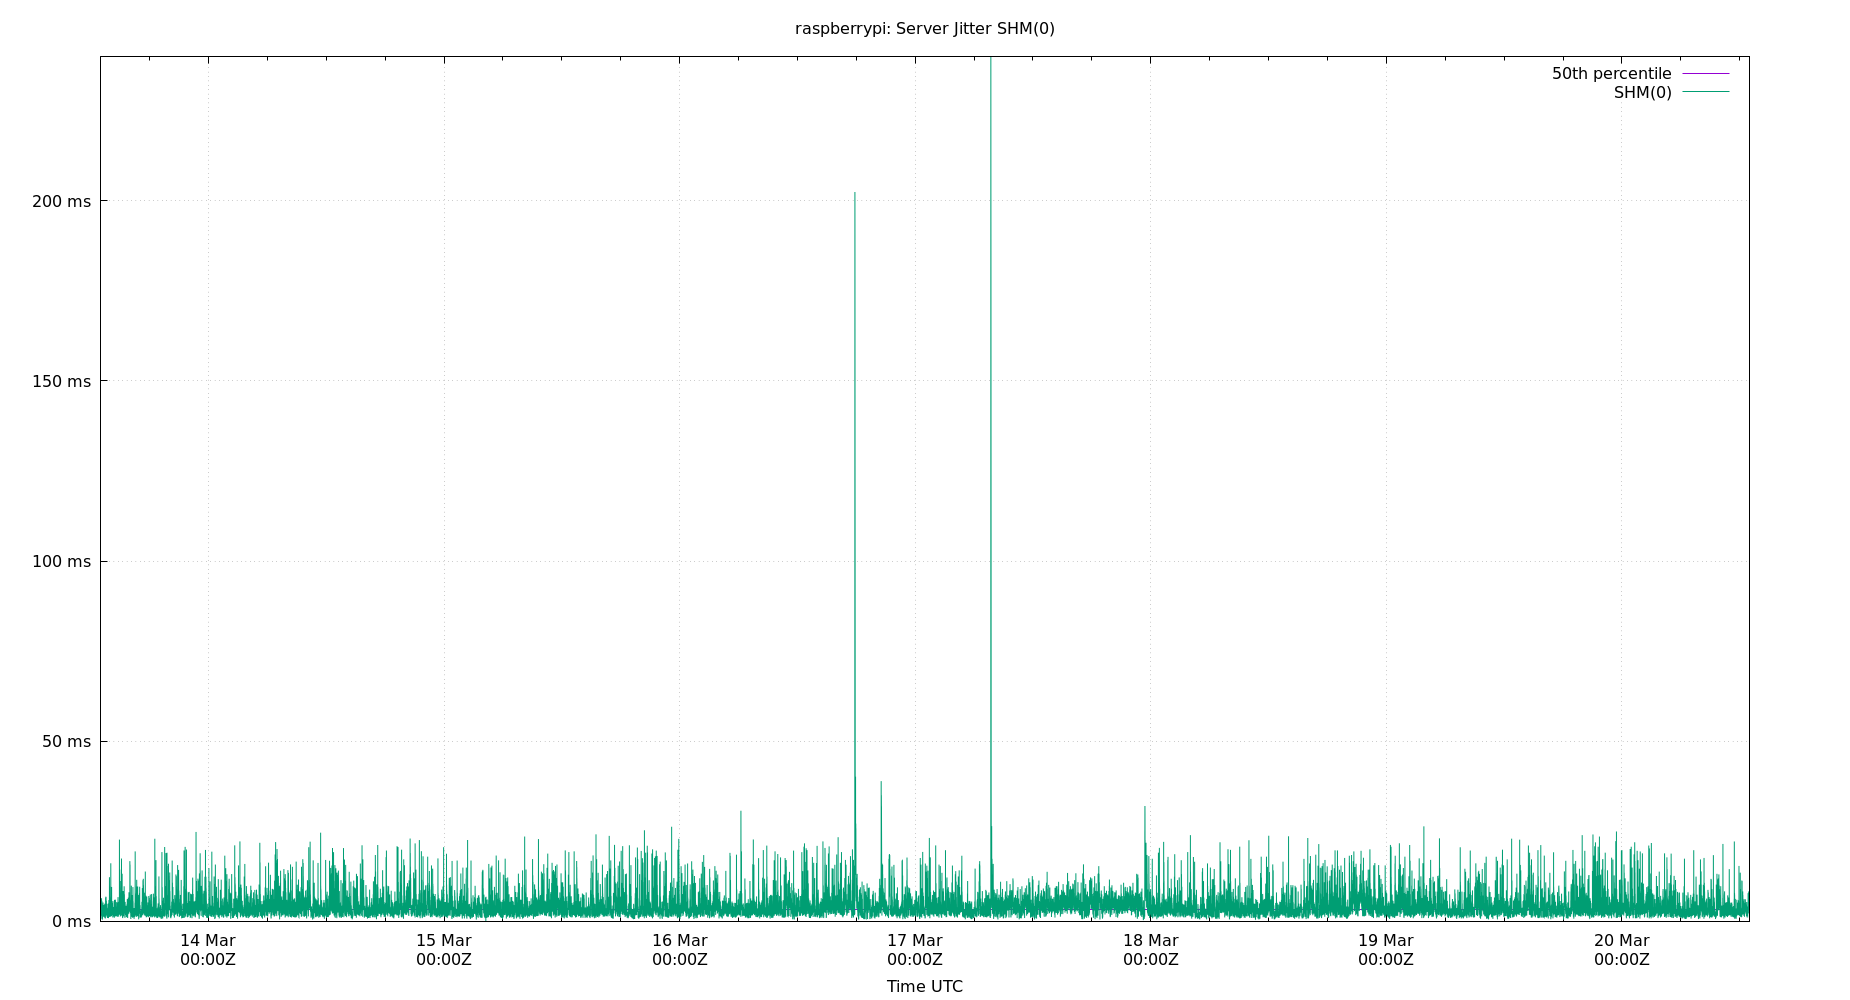 raspberrypi: Server Jitter SHM(0)
50th percentile
SHM(0)
200 ms
150 ms
100 ms
50 ms
0 ms
14 Mar
00:00Z
15 Mar
00:00Z
16 Mar
00:00Z
17 Mar
00:00Z
18 Mar
00:00Z
19 Mar
00:00Z
20 Mar
00:00Z
Time UTC